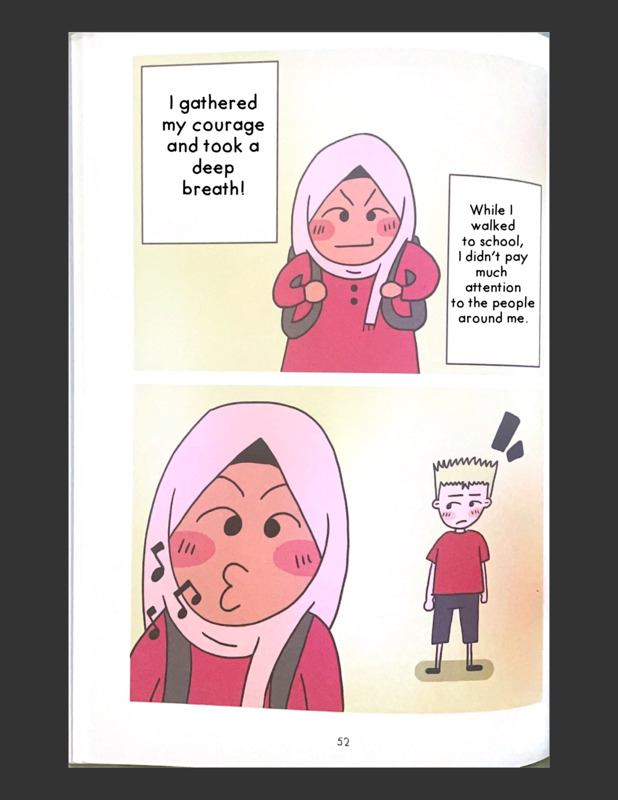 I gathered
my courage
and took a
deep
breath!
While I
walked
to school,
I didn't pay
much
attention
to the people
around me.
52